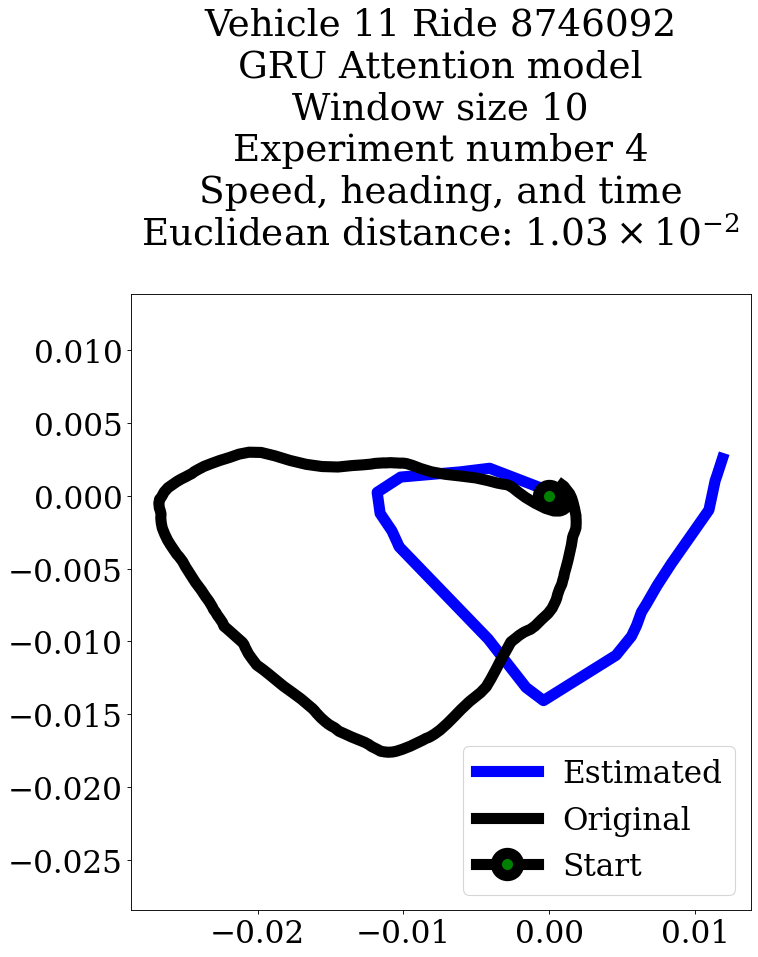 Vehicle 11 Ride 8746092
GRU Attention model
Window size 10
Experiment number 4
Speed, heading, and time
Euclidean distance: 1.03 × 10⁻²
0.010
0.005
0.000
−0.005
−0.010
−0.015
−0.020
−0.025
Estimated
Original
Start
−0.02
−0.01
0.00
0.01